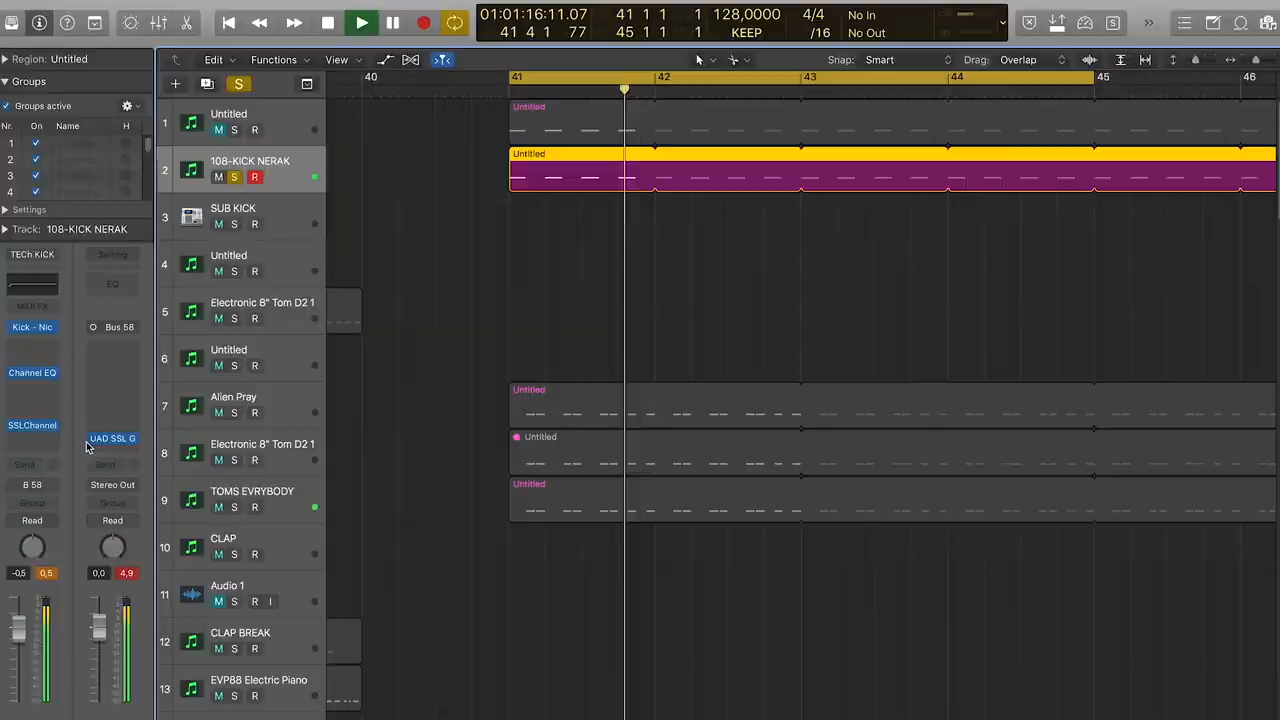 01:01:16:11.07 41 1 1 1 128,0000 4/4 No In
41 4 1 77 45 1 1 1 KEEP /16 No Out
Region: Untitled
Edit Functions View Snap: Smart Drag: Overlap
Groups
40 41 42 43 44 45 46
Groups active
S
Nr. On Name H
1
2
3
4
Settings
Track: 108-KICK NERAK
TECH KICK Setting
EQ
MIDI FX
Kick - Nic Bus 58
Channel EQ
SSLChannel
UAD SSL G
Send Send
B 58 Stereo Out
Group Group
Read Read
-0,5 0,5 0,0 4,9
1 Untitled
M S R
2 108-KICK NERAK
M S R
3 SUB KICK
M S R
4 Untitled
M S R
5 Electronic 8" Tom D2 1
M S R
6 Untitled
M S R
7 Alien Pray
M S R
8 Electronic 8" Tom D2 1
M S R
9 TOMS EVRYBODY
M S R
10 CLAP
M S R
11 Audio 1
M S R I
12 CLAP BREAK
M S R
13 EVP88 Electric Piano
M S R
Untitled
Untitled
Untitled
Untitled
Untitled